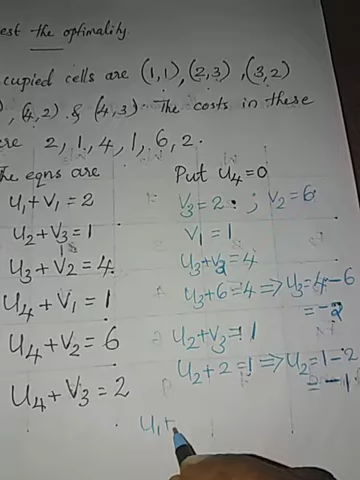 est the optimality
cupied cells are (1,1), (2,3), (3,2)
), (4,2) & (4,3). The costs in these
ere 2, 1, 4, 1, 6, 2.
The eqns are
U1 + V1 = 2
U2 + V3 = 1
U3 + V2 = 4.
U4 + V1 = 1
U4 + V2 = 6
U4 + V3 = 2
Put U4 = 0
V3 = 2 ; V2 = 6
V1 = 1
U3 + V2 = 4
U3 + 6 = 4 ⟹ U3 = 4 - 6
= -2
U2 + V3 = 1
U2 + 2 = 1 ⟹ U2 = 1 - 2
= -1
U1 +